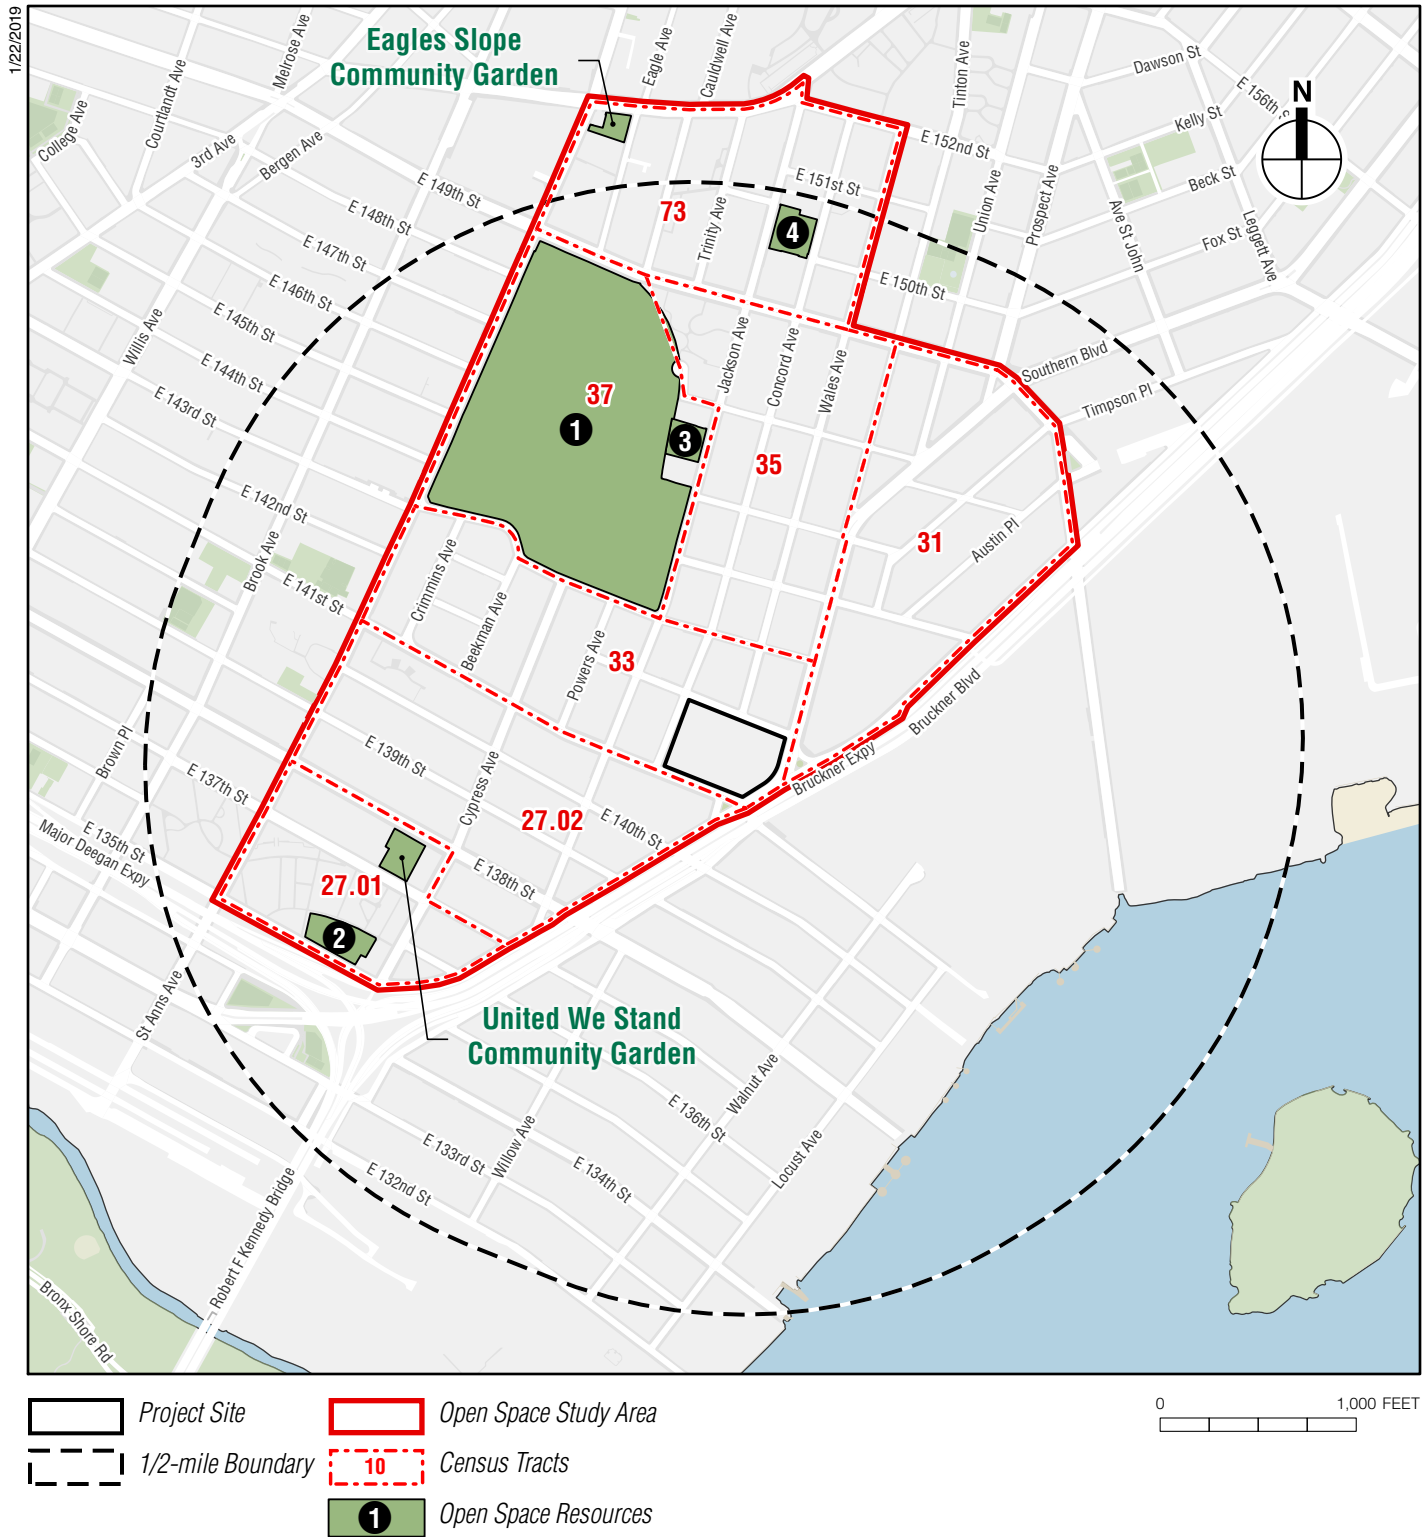 1/22/2019
Eagles Slope
Community Garden
Melrose Ave
Courtlandt Ave
College Ave
3rd Ave
Bergen Ave
Eagle Ave
Cauldwell Ave
Tinton Ave
Dawson St
E 156th S
Kelly St
Beck St
Fox St
Leggett Ave
Ave St John
Prospect Ave
Union Ave
E 152nd St
E 151st St
E 150th St
N
E 149th St
E 148th St
E 147th St
E 146th St
E 145th St
E 144th St
E 143rd St
E 142nd St
E 141st St
Willis Ave
Brook Ave
Brown Pl
73
Trinity Ave
4
37
1
3
35
31
Jackson Ave
Concord Ave
Wales Ave
Southern Blvd
Timpson Pl
Austin Pl
Crimmins Ave
Beekman Ave
Powers Ave
33
Cypress Ave
E 139th St
E 137th St
E 135th St
Major Deegan Expy
27.02
E 140th St
E 138th St
27.01
2
Bruckner Expy
Bruckner Blvd
St Anns Ave
United We Stand
Community Garden
Walnut Ave
E 136th St
Willow Ave
Locust Ave
E 133rd St
E 134th St
E 132nd St
Robert F Kennedy Bridge
Bronx Shore Rd
Project Site
1/2-mile Boundary
Open Space Study Area
10
Census Tracts
1
Open Space Resources
0 1,000 FEET